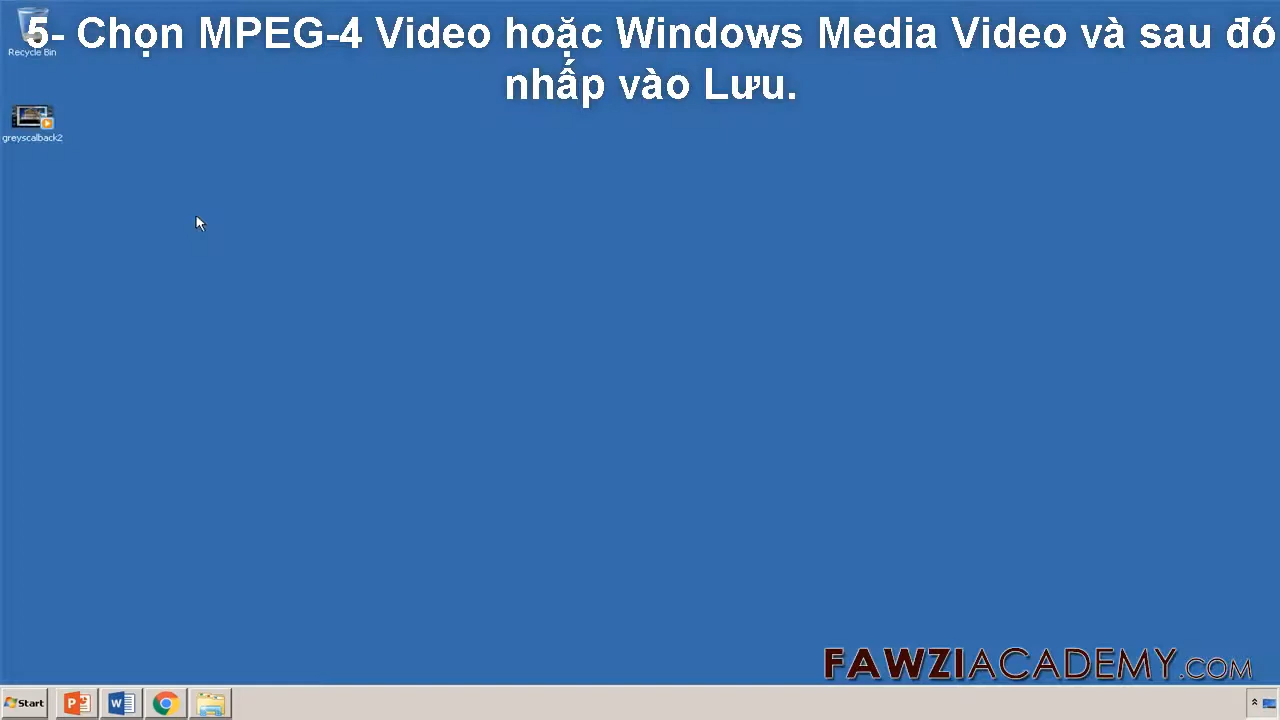 5- Chọn MPEG-4 Video hoặc Windows Media Video và sau đó
nhấp vào Lưu.
Recycle Bin
greyscalback2
FAWZIACADEMY.COM
Start